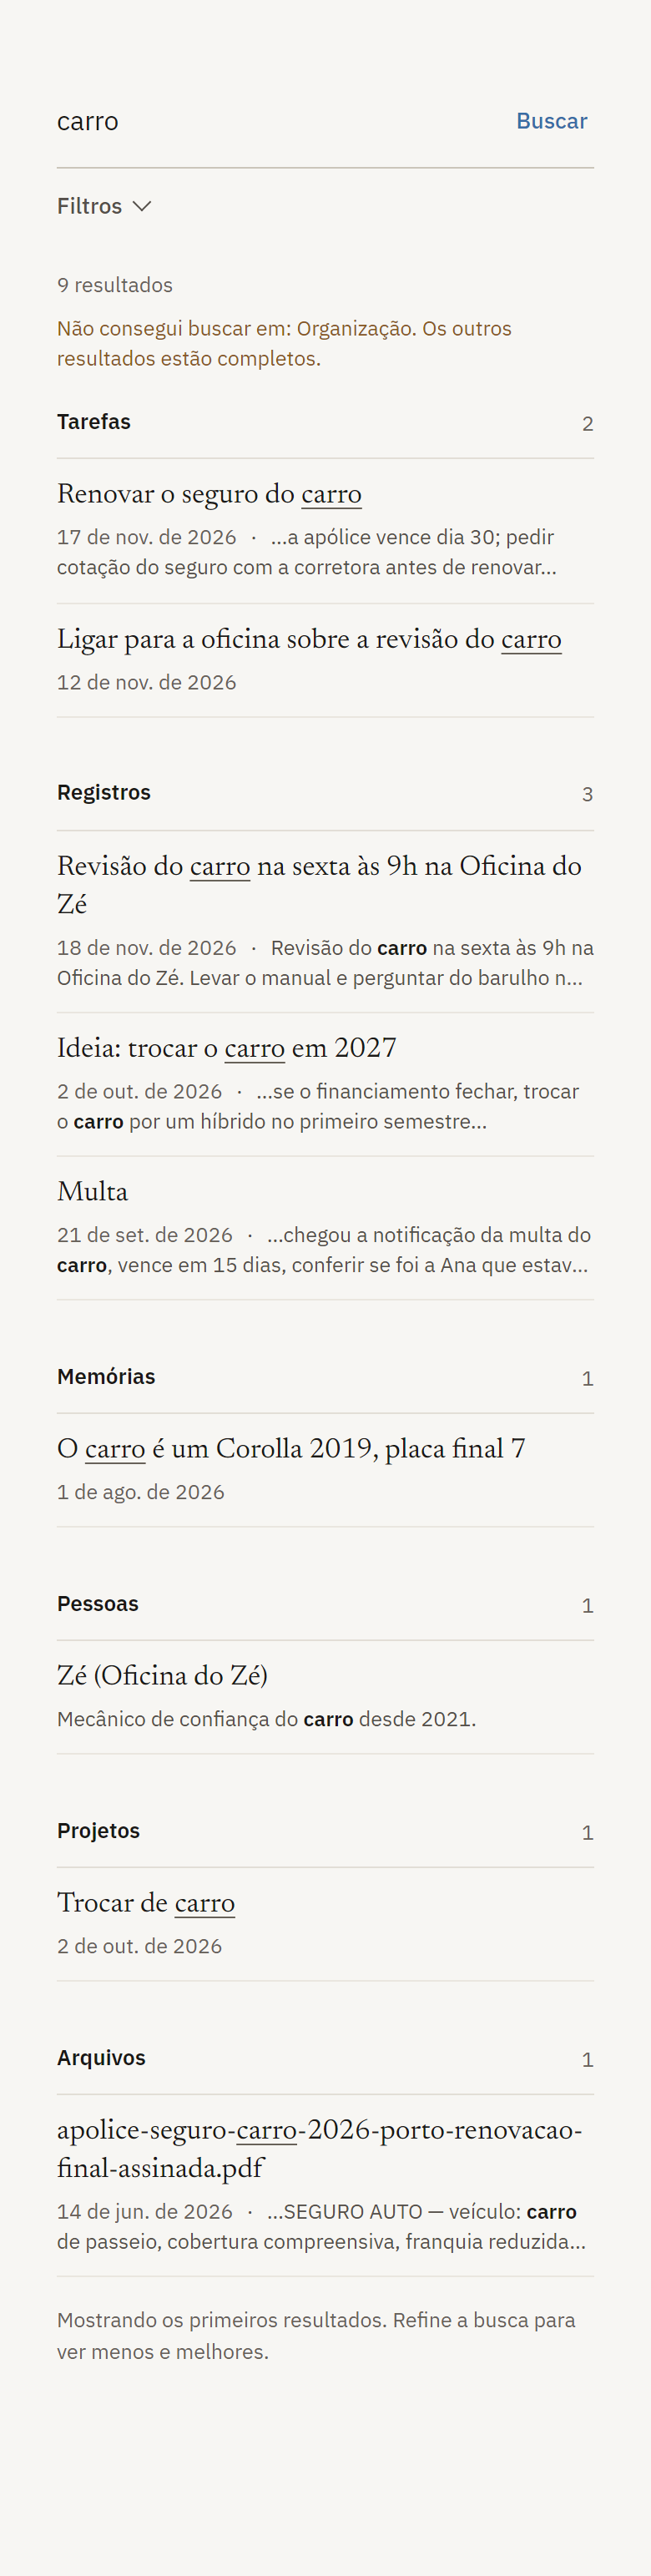 carro
Buscar
Filtros
9 resultados
Não consegui buscar em: Organização. Os outros
resultados estão completos.
Tarefas
2
Renovar o seguro do carro
17 de nov. de 2026 · …a apólice vence dia 30; pedir
cotação do seguro com a corretora antes de renovar…
Ligar para a oficina sobre a revisão do carro
12 de nov. de 2026
Registros
3
Revisão do carro na sexta às 9h na Oficina do
Zé
18 de nov. de 2026 · Revisão do carro na sexta às 9h na
Oficina do Zé. Levar o manual e perguntar do barulho n…
Ideia: trocar o carro em 2027
2 de out. de 2026 · …se o financiamento fechar, trocar
o carro por um híbrido no primeiro semestre…
Multa
21 de set. de 2026 · …chegou a notificação da multa do
carro, vence em 15 dias, conferir se foi a Ana que estav…
Memórias
1
O carro é um Corolla 2019, placa final 7
1 de ago. de 2026
Pessoas
1
Zé (Oficina do Zé)
Mecânico de confiança do carro desde 2021.
Projetos
1
Trocar de carro
2 de out. de 2026
Arquivos
1
apolice-seguro-carro-2026-porto-renovacao-
final-assinada.pdf
14 de jun. de 2026 · …SEGURO AUTO — veículo: carro
de passeio, cobertura compreensiva, franquia reduzida…
Mostrando os primeiros resultados. Refine a busca para
ver menos e melhores.